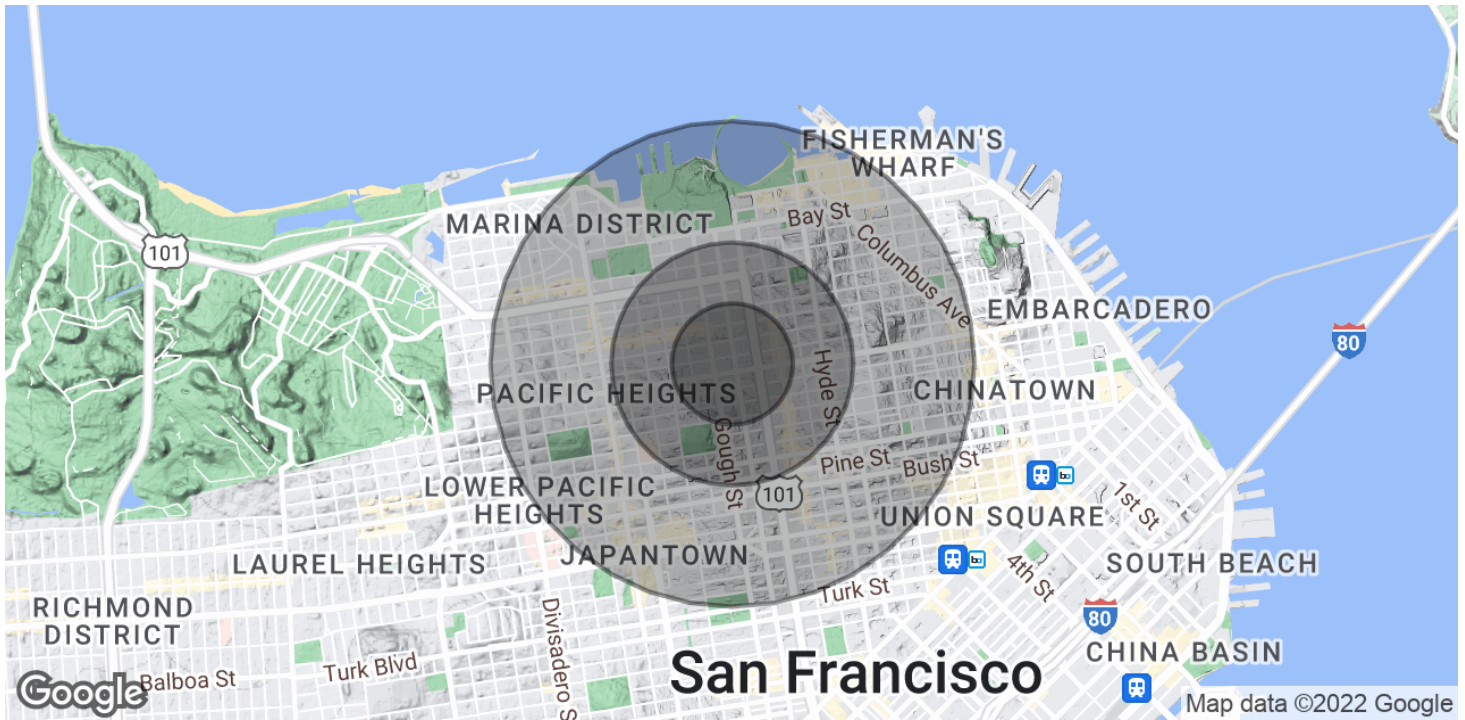 FISHERMAN'S
WHARF
MARINA DISTRICT
Bay St
Columbus Ave
101
EMBARCADERO
80
Hyde St
PACIFIC HEIGHTS
CHINATOWN
Gough St
Pine St
Bush St
LOWER PACIFIC
HEIGHTS
101
1st St
UNION SQUARE
JAPANTOWN
LAUREL HEIGHTS
4th St
SOUTH BEACH
Turk St
RICHMOND
DISTRICT
Divisadero S
80
CHINA BASIN
Turk Blvd
San Francisco
Balboa St
Google
Map data ©2022 Google